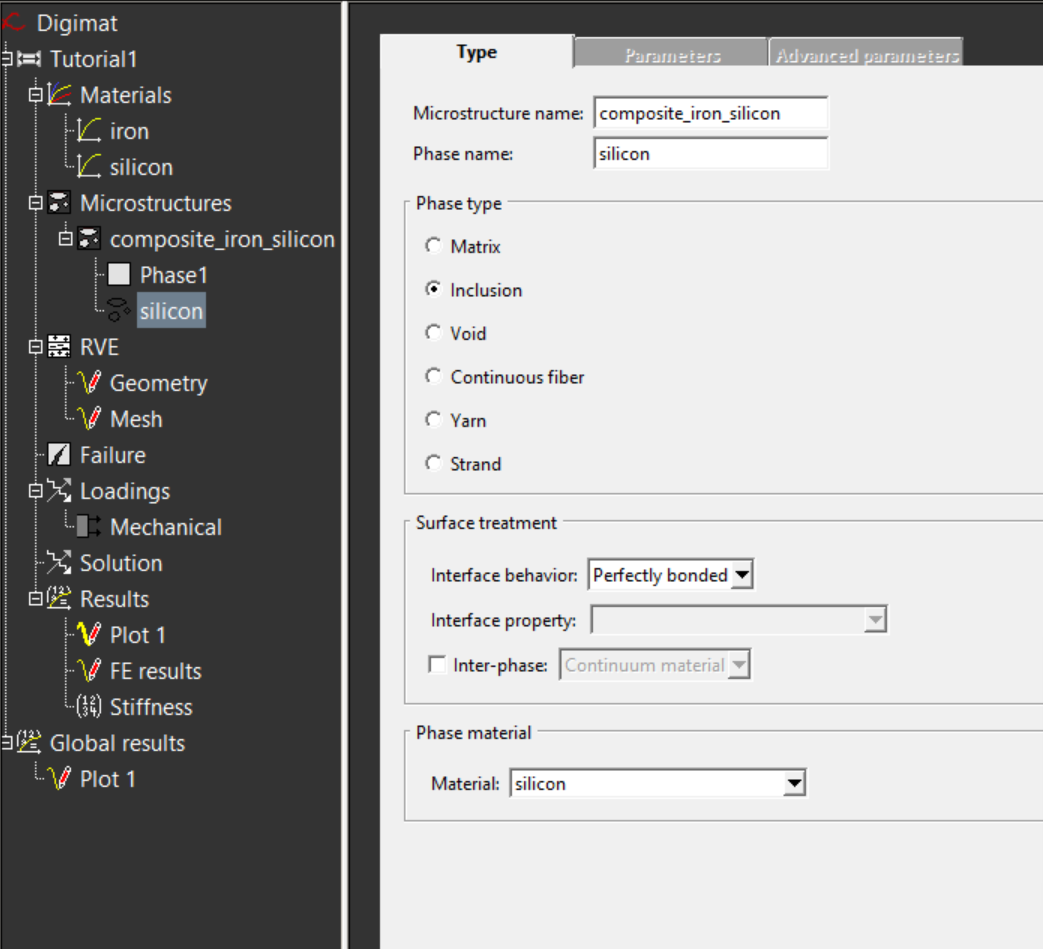 Digimat
Tutorial1
Materials
iron
silicon
Microstructures
composite_iron_silicon
Phase1
silicon
RVE
Geometry
Mesh
Failure
Loadings
Mechanical
Solution
Results
Plot 1
FE results
Stiffness
Global results
Plot 1
Type Parameters Advanced parameters
Microstructure name: composite_iron_silicon
Phase name: silicon
Phase type
Matrix
Inclusion
Void
Continuous fiber
Yarn
Strand
Surface treatment
Interface behavior: Perfectly bonded
Interface property:
Inter-phase: Continuum material
Phase material
Material: silicon